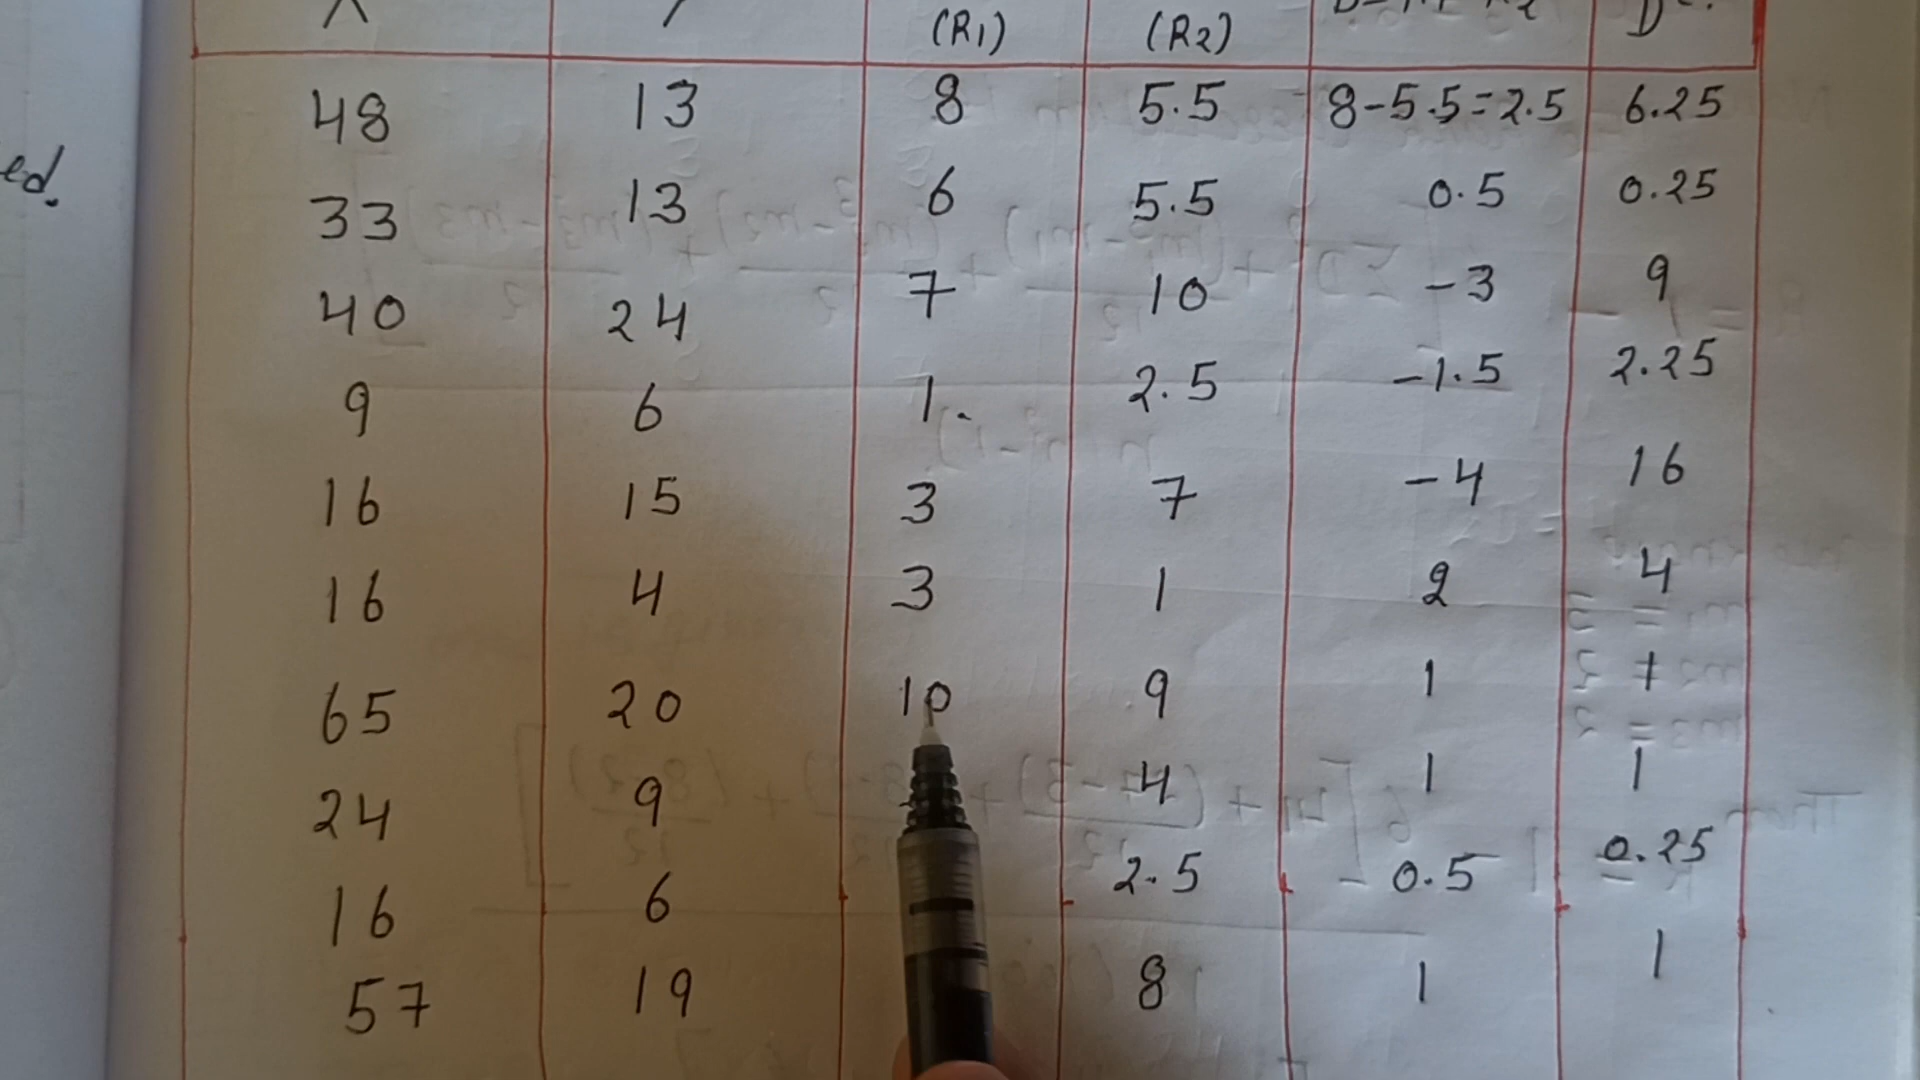 X Y (R1) (R2) D=R1-R2 D².
48 13 8 5.5 8-5.5=2.5 6.25
ed.
33 13 6 5.5 0.5 0.25
40 24 7 10 -3 9
9 6 1. 2.5 -1.5 2.25
16 15 3 7 -4 16
16 4 3 1 2 4
65 20 10 9 1 1
24 9 4 1 1
16 6 2.5 0.5 0.25
57 19 8 1 1